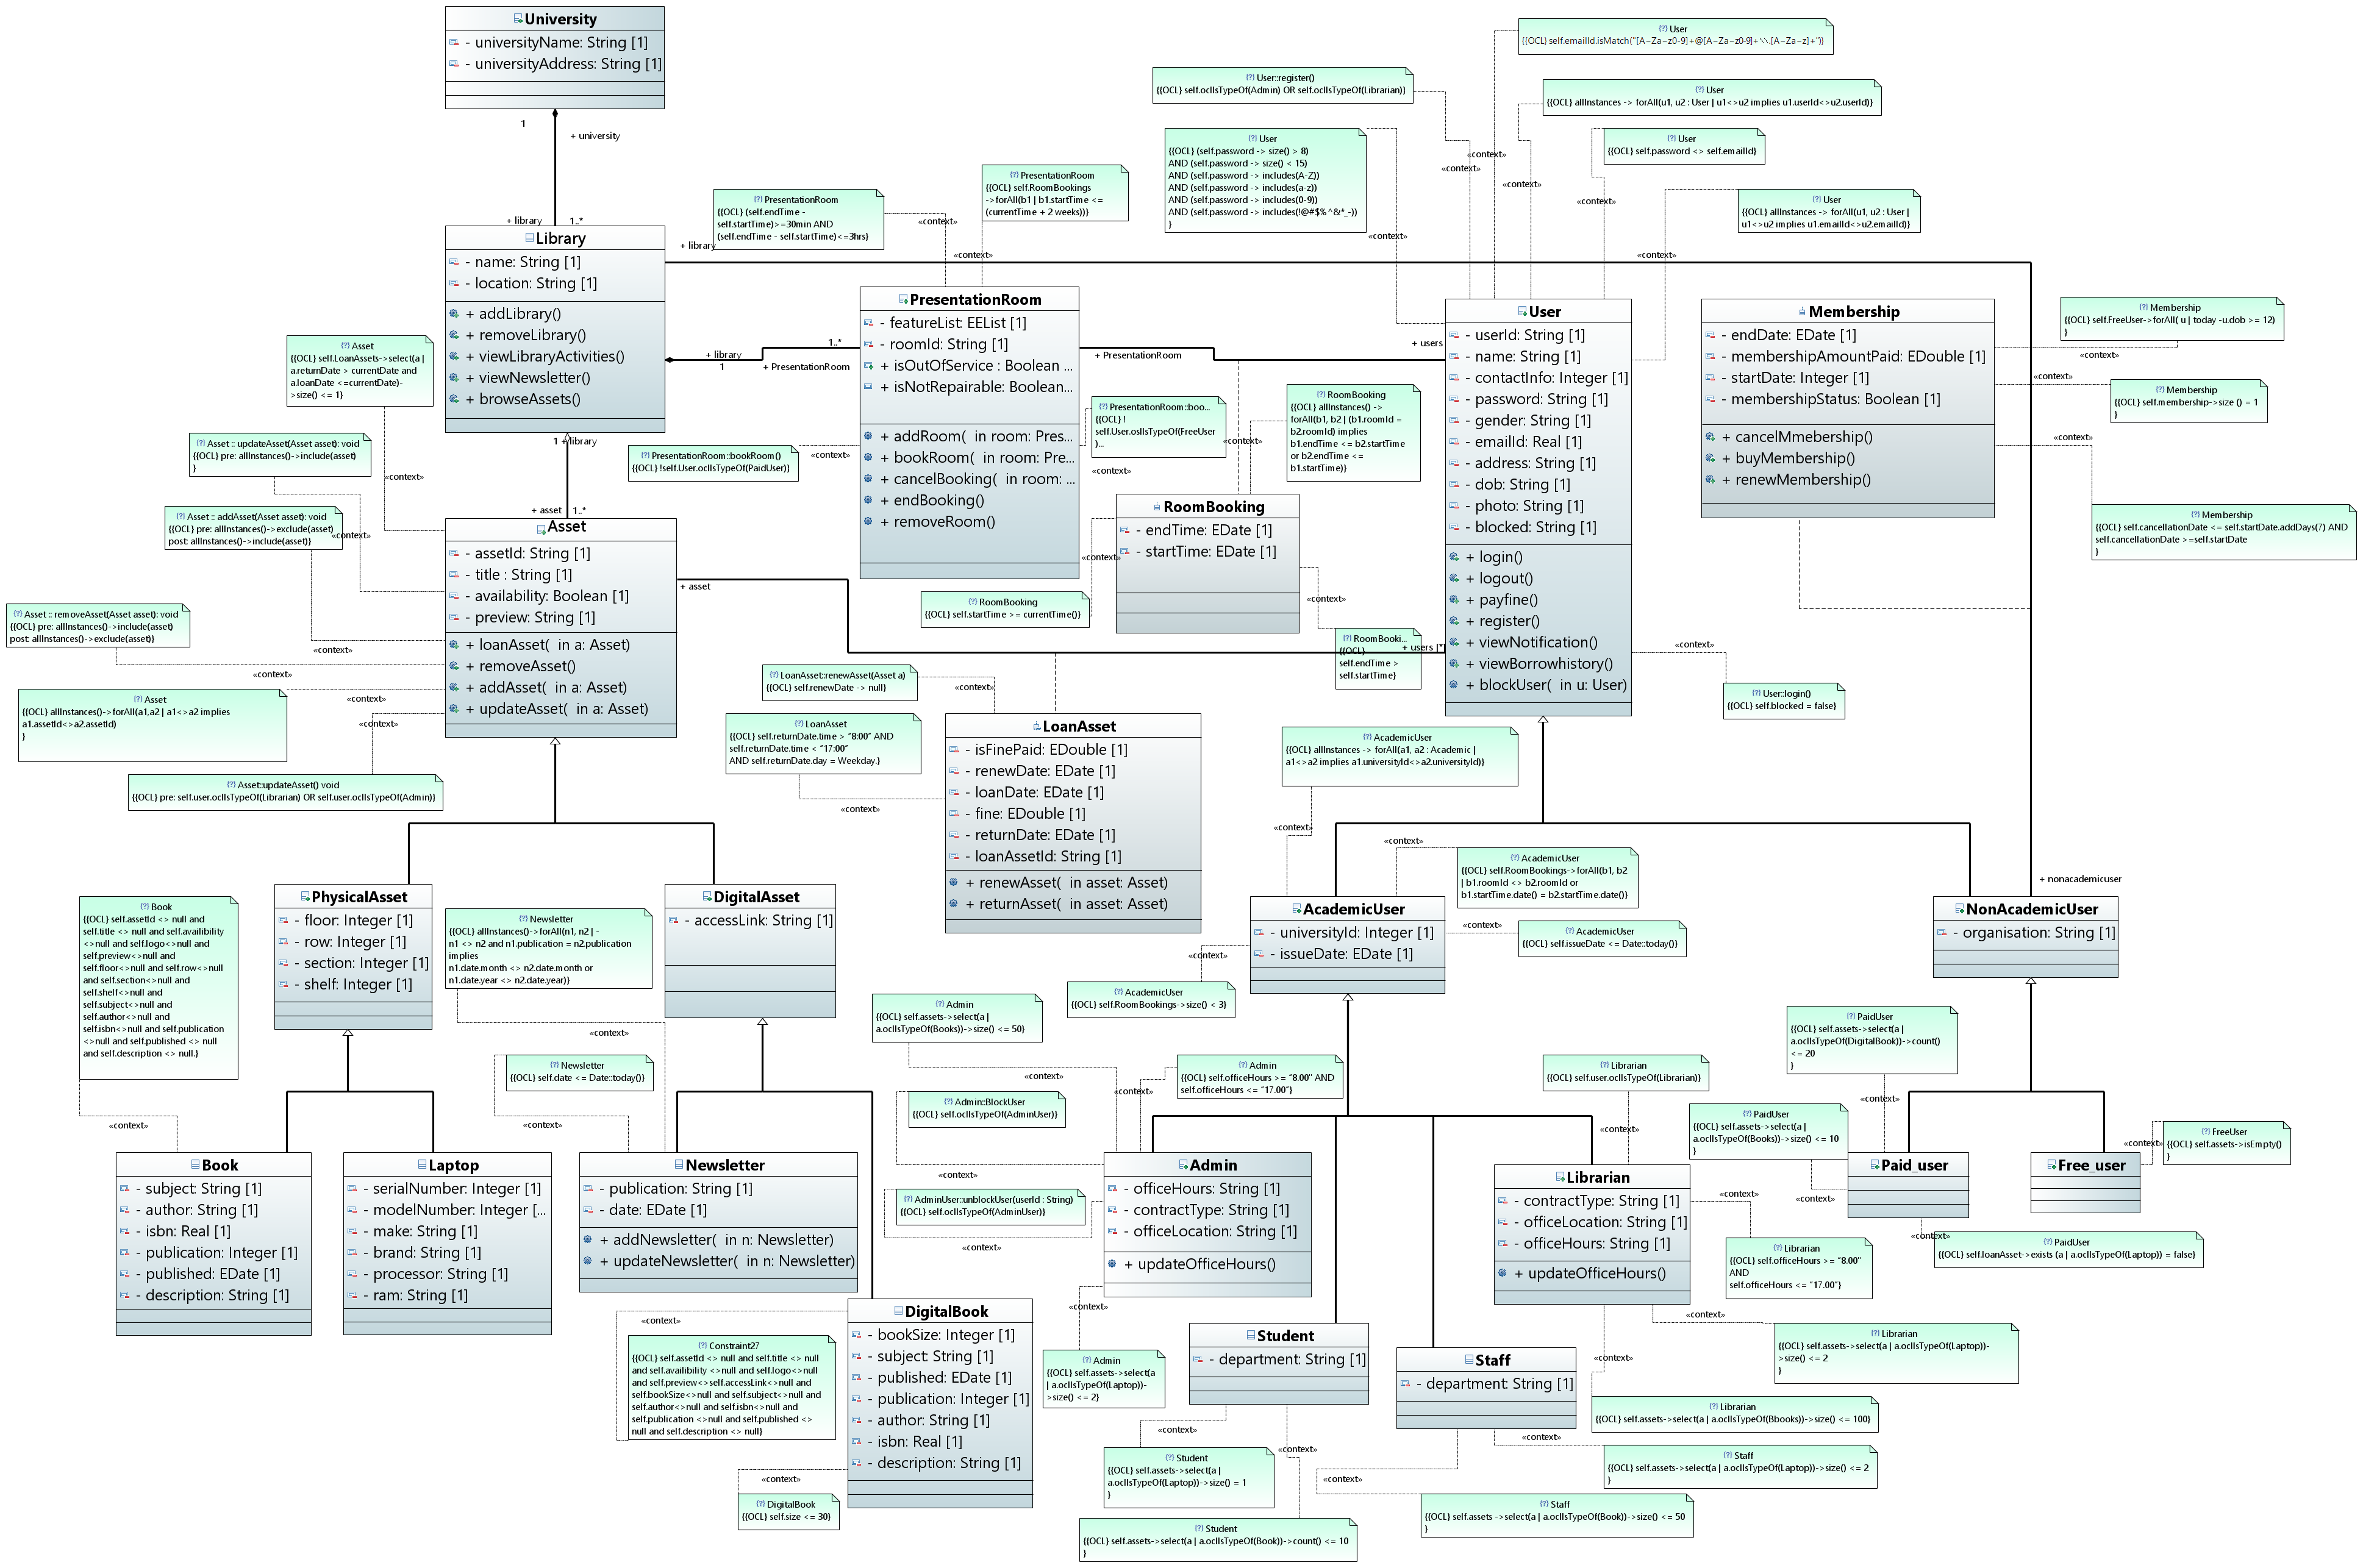 University
- universityName: String [1]
- universityAddress: String [1]
1
+ university
+ library
1..*
Library
- name: String [1]
- location: String [1]
+ addLibrary()
+ removeLibrary()
+ viewLibraryActivities()
+ viewNewsletter()
+ browseAssets()
+ library
+ library
1
1..*
+ PresentationRoom
1
+library
+ asset
1..*
PresentationRoom
{{OCL} (self.endTime -
self.startTime)>=30min AND
(self.endTime - self.startTime)<=3hrs}
«context»
PresentationRoom
{{OCL} self.RoomBookings
->forAll(b1 | b1.startTime <=
(currentTime + 2 weeks))}
«context»
User::register()
{{OCL} self.oclIsTypeOf(Admin) OR self.oclIsTypeOf(Librarian)}
«context»
User
{{OCL} self.emailId.isMatch("[A-Za-z0-9]+@[A-Za-z0-9]+\\.[A-Za-z]+")}
«context»
User
{{OCL} allInstances -> forAll(u1, u2 : User | u1<>u2 implies u1.userId<>u2.userId)}
«context»
User
{{OCL} self.password <> self.emailId}
«context»
User
{{OCL} (self.password -> size() > 8)
AND (self.password -> size() < 15)
AND (self.password -> includes(A-Z))
AND (self.password -> includes(a-z))
AND (self.password -> includes(0-9))
AND (self.password -> includes(!@#$%^&*_-))
}
«context»
User
{{OCL} allInstances -> forAll(u1, u2 : User |
u1<>u2 implies u1.emailId<>u2.emailId)}
«context»
PresentationRoom
- featureList: EEList [1]
- roomId: String [1]
+ isOutOfService : Boolean ...
+ isNotRepairable: Boolean...
+ addRoom( in room: Pres...
+ bookRoom( in room: Pre...
+ cancelBooking( in room: ...
+ endBooking()
+ removeRoom()
+ PresentationRoom
+ users
User
- userId: String [1]
- name: String [1]
- contactInfo: Integer [1]
- password: String [1]
- gender: String [1]
- emailId: Real [1]
- address: String [1]
- dob: String [1]
- photo: String [1]
- blocked: String [1]
+ login()
+ logout()
+ payfine()
+ register()
+ viewNotification()
+ viewBorrowhistory()
+ blockUser( in u: User)
Membership
- endDate: EDate [1]
- membershipAmountPaid: EDouble [1]
- startDate: Integer [1]
- membershipStatus: Boolean [1]
+ cancelMmebership()
+ buyMembership()
+ renewMembership()
Membership
{{OCL} self.FreeUser->forAll( u | today -u.dob >= 12)
}
«context»
Membership
{{OCL} self.membership->size () = 1
}
«context»
Membership
{{OCL} self.cancellationDate <= self.startDate.addDays(7) AND
self.cancellationDate >=self.startDate
}
«context»
Asset
{{OCL} self.LoanAssets->select(a |
a.returnDate > currentDate and
a.loanDate <=currentDate)-
>size() <= 1}
«context»
Asset :: updateAsset(Asset asset): void
{{OCL} pre: allInstances()->include(asset)
}
«context»
Asset :: addAsset(Asset asset): void
{{OCL} pre: allInstances()->exclude(asset)
post: allInstances()->include(asset)}
«context»
Asset :: removeAsset(Asset asset): void
{{OCL} pre: allInstances()->include(asset)
post: allInstances()->exclude(asset)}
«context»
Asset
{{OCL} allInstances()->forAll(a1,a2 | a1<>a2 implies
a1.assetId<>a2.assetId)
}
«context»
«context»
Asset::updateAsset() void
{{OCL} pre: self.user.oclIsTypeOf(Librarian) OR self.user.oclIsTypeOf(Admin)}
Asset
- assetId: String [1]
- title : String [1]
- availability: Boolean [1]
- preview: String [1]
+ loanAsset( in a: Asset)
+ removeAsset()
+ addAsset( in a: Asset)
+ updateAsset( in a: Asset)
+ asset
+ users [*]
PresentationRoom::bookRoom()
{{OCL} !self.User.oclIsTypeOf(PaidUser)}
«context»
PresentationRoom::boo...
{{OCL} !
self.User.oslIsTypeOf(FreeUser
)...
«context»
RoomBooking
{{OCL} allInstances() ->
forAll(b1, b2 | (b1.roomId =
b2.roomId) implies
b1.endTime <= b2.startTime
or b2.endTime <=
b1.startTime)}
«context»
RoomBooking
- endTime: EDate [1]
- startTime: EDate [1]
«context»
RoomBooking
{{OCL} self.startTime >= currentTime()}
«context»
RoomBooki...
{{OCL}
self.endTime >
self.startTime}
LoanAsset::renewAsset(Asset a)
{{OCL} self.renewDate -> null}
«context»
LoanAsset
{{OCL} self.returnDate.time > "8:00" AND
self.returnDate.time < "17:00"
AND self.returnDate.day = Weekday.}
«context»
LoanAsset
- isFinePaid: EDouble [1]
- renewDate: EDate [1]
- loanDate: EDate [1]
- fine: EDouble [1]
- returnDate: EDate [1]
- loanAssetId: String [1]
+ renewAsset( in asset: Asset)
+ returnAsset( in asset: Asset)
«context»
User::login()
{{OCL} self.blocked = false}
AcademicUser
{{OCL} allInstances -> forAll(a1, a2 : Academic |
a1<>a2 implies a1.universityId<>a2.universityId)}
«context»
AcademicUser
{{OCL} self.RoomBookings->forAll(b1, b2
| b1.roomId <> b2.roomId or
b1.startTime.date() = b2.startTime.date()}
«context»
AcademicUser
{{OCL} self.issueDate <= Date::today()}
«context»
AcademicUser
- universityId: Integer [1]
- issueDate: EDate [1]
«context»
AcademicUser
{{OCL} self.RoomBookings->size() < 3}
+ nonacademicuser
NonAcademicUser
- organisation: String [1]
PhysicalAsset
- floor: Integer [1]
- row: Integer [1]
- section: Integer [1]
- shelf: Integer [1]
DigitalAsset
- accessLink: String [1]
Book
{{OCL} self.assetId <> null and
self.title <> null and self.availibility
<>null and self.logo<>null and
self.preview<>null and
self.floor<>null and self.row<>null
and self.section<>null and
self.shelf<>null and
self.subject<>null and
self.author<>null and
self.isbn<>null and self.publication
<>null and self.published <> null
and self.description <> null.}
«context»
Newsletter
{{OCL} allInstances()->forAll(n1, n2 | -
n1 <> n2 and n1.publication = n2.publication
implies
n1.date.month <> n2.date.month or
n1.date.year <> n2.date.year)}
«context»
Newsletter
{{OCL} self.date <= Date::today()}
«context»
Admin
{{OCL} self.assets->select(a |
a.oclIsTypeOf(Books))->size() <= 50}
«context»
Admin
{{OCL} self.officeHours >= "8.00" AND
self.officeHours <= "17.00"}
«context»
Admin::BlockUser
{{OCL} self.oclIsTypeOf(AdminUser)}
«context»
AdminUser::unblockUser(userId : String)
{{OCL} self.oclIsTypeOf(AdminUser)}
«context»
Librarian
{{OCL} self.user.oclIsTypeOf(Librarian)}
«context»
PaidUser
{{OCL} self.assets->select(a |
a.oclIsTypeOf(DigitalBook))->count()
<= 20
}
«context»
PaidUser
{{OCL} self.assets->select(a |
a.oclIsTypeOf(Books))->size() <= 10
}
«context»
FreeUser
{{OCL} self.assets->isEmpty()
}
«context»
Book
- subject: String [1]
- author: String [1]
- isbn: Real [1]
- publication: Integer [1]
- published: EDate [1]
- description: String [1]
Laptop
- serialNumber: Integer [1]
- modelNumber: Integer [...
- make: String [1]
- brand: String [1]
- processor: String [1]
- ram: String [1]
Newsletter
- publication: String [1]
- date: EDate [1]
+ addNewsletter( in n: Newsletter)
+ updateNewsletter( in n: Newsletter)
Admin
- officeHours: String [1]
- contractType: String [1]
- officeLocation: String [1]
+ updateOfficeHours()
Librarian
- contractType: String [1]
- officeLocation: String [1]
- officeHours: String [1]
+ updateOfficeHours()
Paid_user
Free_user
«context»
PaidUser
{{OCL} self.loanAsset->exists (a | a.oclIsTypeOf(Laptop)) = false}
«context»
Librarian
{{OCL} self.officeHours >= "8.00"
AND
self.officeHours <= "17.00"}
«context»
Librarian
{{OCL} self.assets->select(a | a.oclIsTypeOf(Laptop))-
>size() <= 2
}
«context»
Librarian
{{OCL} self.assets->select(a | a.oclIsTypeOf(Bbooks))->size() <= 100}
«context»
Constraint27
{{OCL} self.assetId <> null and self.title <> null
and self.availibility <>null and self.logo<>null
and self.preview<>self.accessLink<>null and
self.bookSize<>null and self.subject<>null and
self.author<>null and self.isbn<>null and
self.publication <>null and self.published <>
null and self.description <> null}
DigitalBook
- bookSize: Integer [1]
- subject: String [1]
- published: EDate [1]
- publication: Integer [1]
- author: String [1]
- isbn: Real [1]
- description: String [1]
«context»
DigitalBook
{{OCL} self.size <= 30}
«context»
Admin
{{OCL} self.assets->select(a
| a.oclIsTypeOf(Laptop))-
>size() <= 2}
Student
- department: String [1]
Staff
- department: String [1]
«context»
Student
{{OCL} self.assets->select(a |
a.oclIsTypeOf(Laptop))->size() = 1
}
«context»
Student
{{OCL} self.assets->select(a | a.oclIsTypeOf(Book))->count() <= 10
}
«context»
Staff
{{OCL} self.assets->select(a | a.oclIsTypeOf(Laptop))->size() <= 2
}
«context»
Staff
{{OCL} self.assets ->select(a | a.oclIsTypeOf(Book))->size() <= 50
}